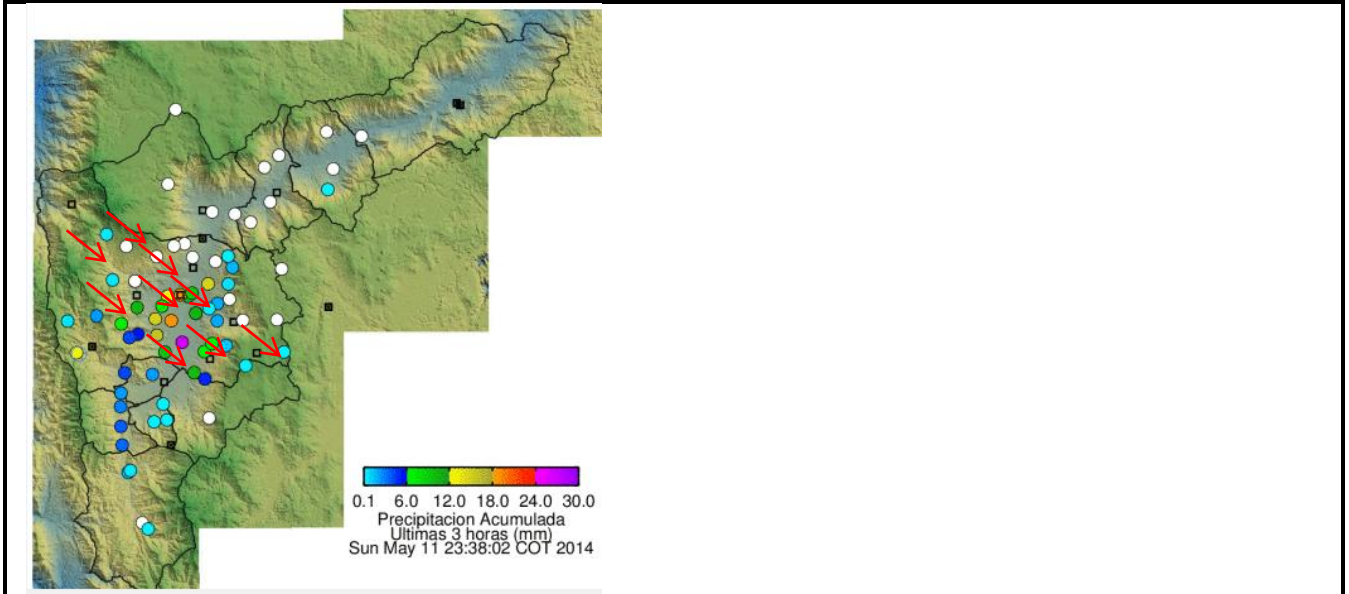 0.1 6.0 12.0 18.0 24.0 30.0
Precipitacion Acumulada
Ultimas 3 horas (mm)
Sun May 11 23:38:02 COT 2014